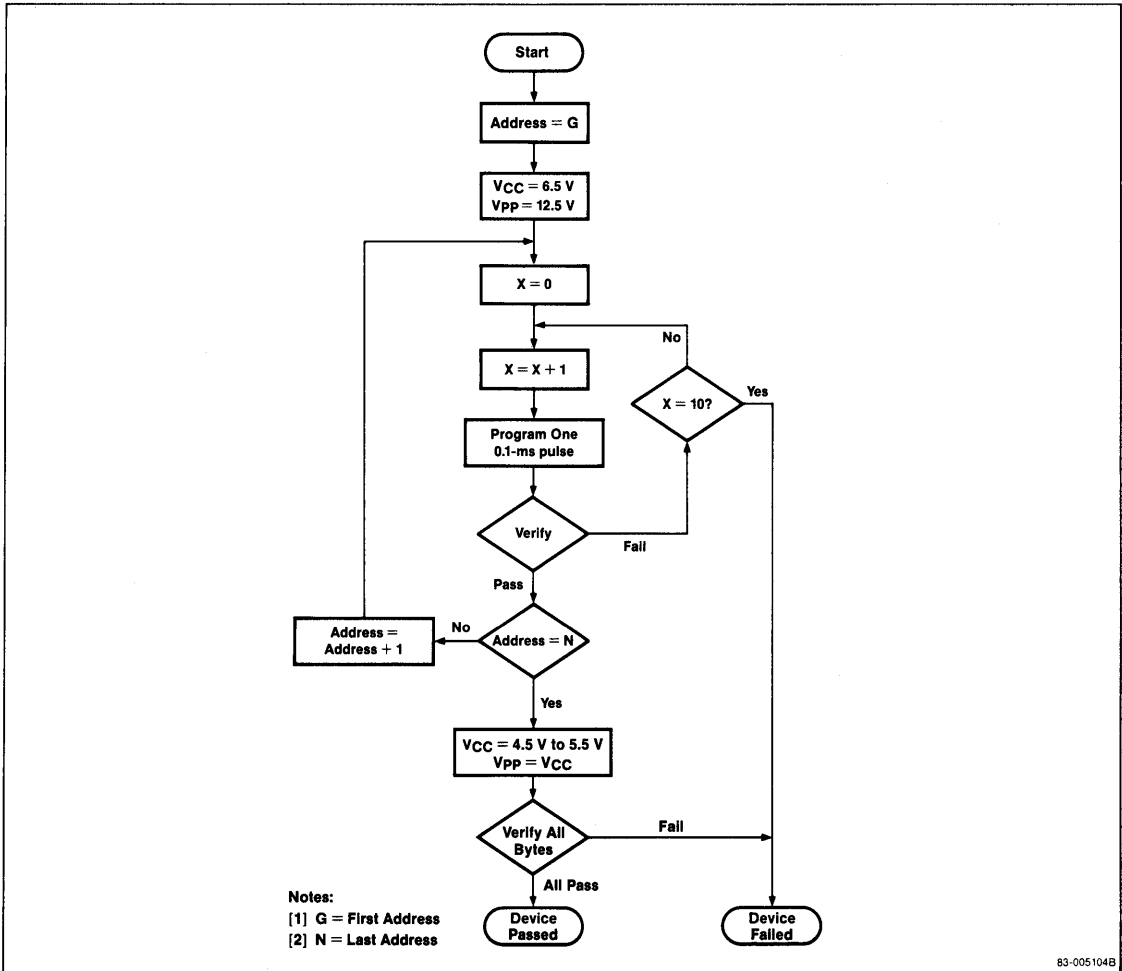 Start
Address = G
VCC = 6.5 V
VPP = 12.5 V
X = 0
No
X = X + 1
X = 10?
Yes
Program One
0.1-ms pulse
Verify
Fail
Pass
Address =
Address + 1
No
Address = N
Yes
VCC = 4.5 V to 5.5 V
VPP = VCC
Verify All
Bytes
Fail
All Pass
Notes:
[1] G = First Address
[2] N = Last Address
Device
Passed
Device
Failed
83-005104B